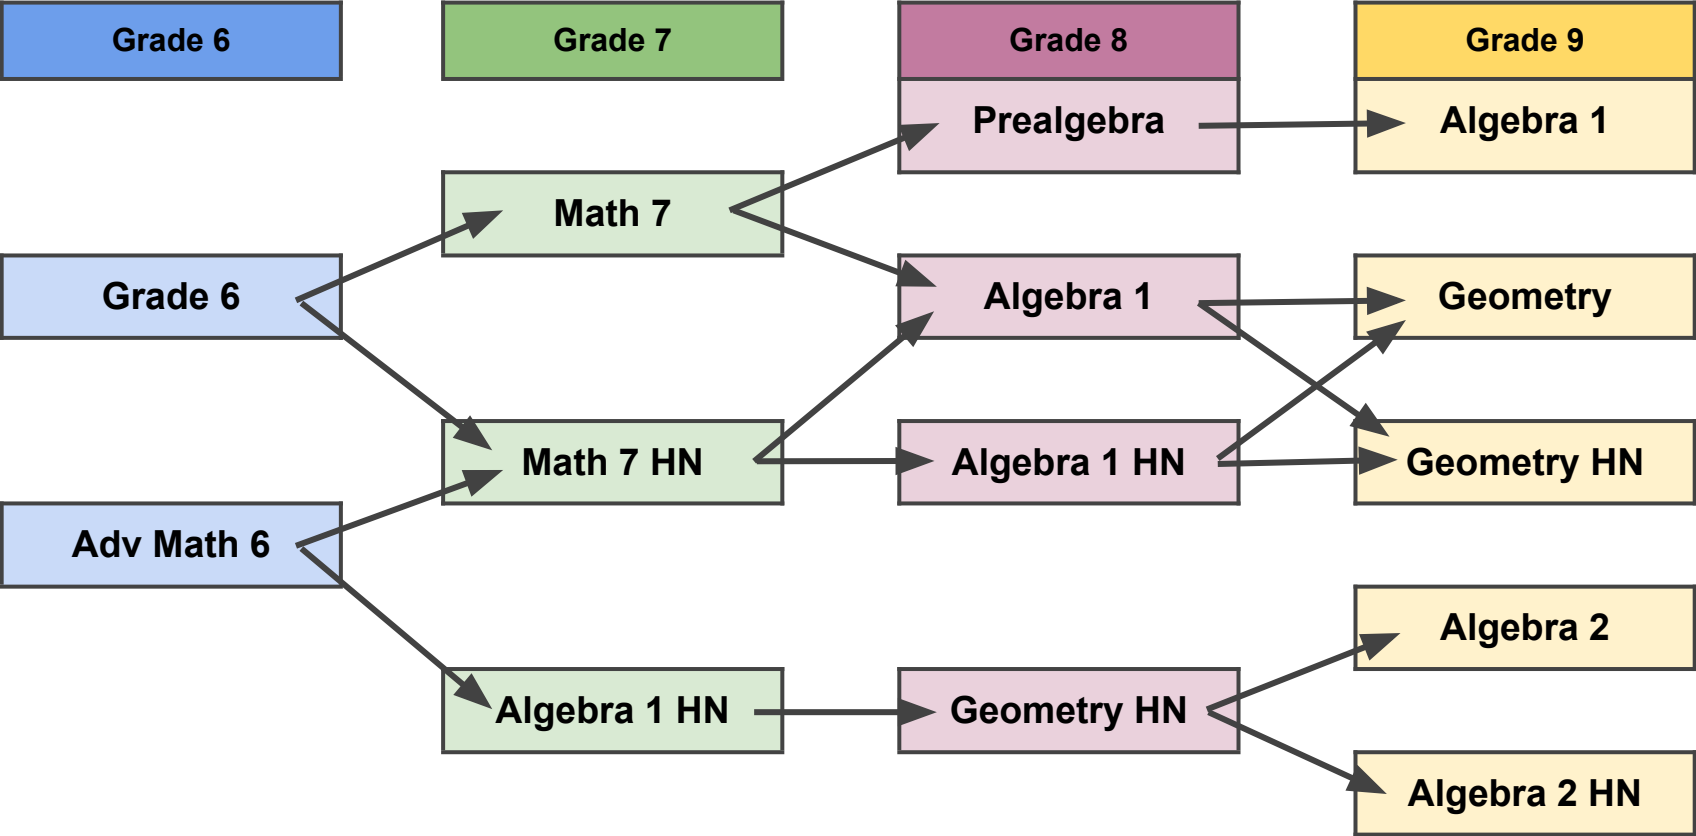 Grade 6
Grade 7
Grade 8
Grade 9
Prealgebra
Algebra 1
Math 7
Grade 6
Algebra 1
Geometry
Math 7 HN
Algebra 1 HN
Geometry HN
Adv Math 6
Algebra 2
Algebra 1 HN
Geometry HN
Algebra 2 HN